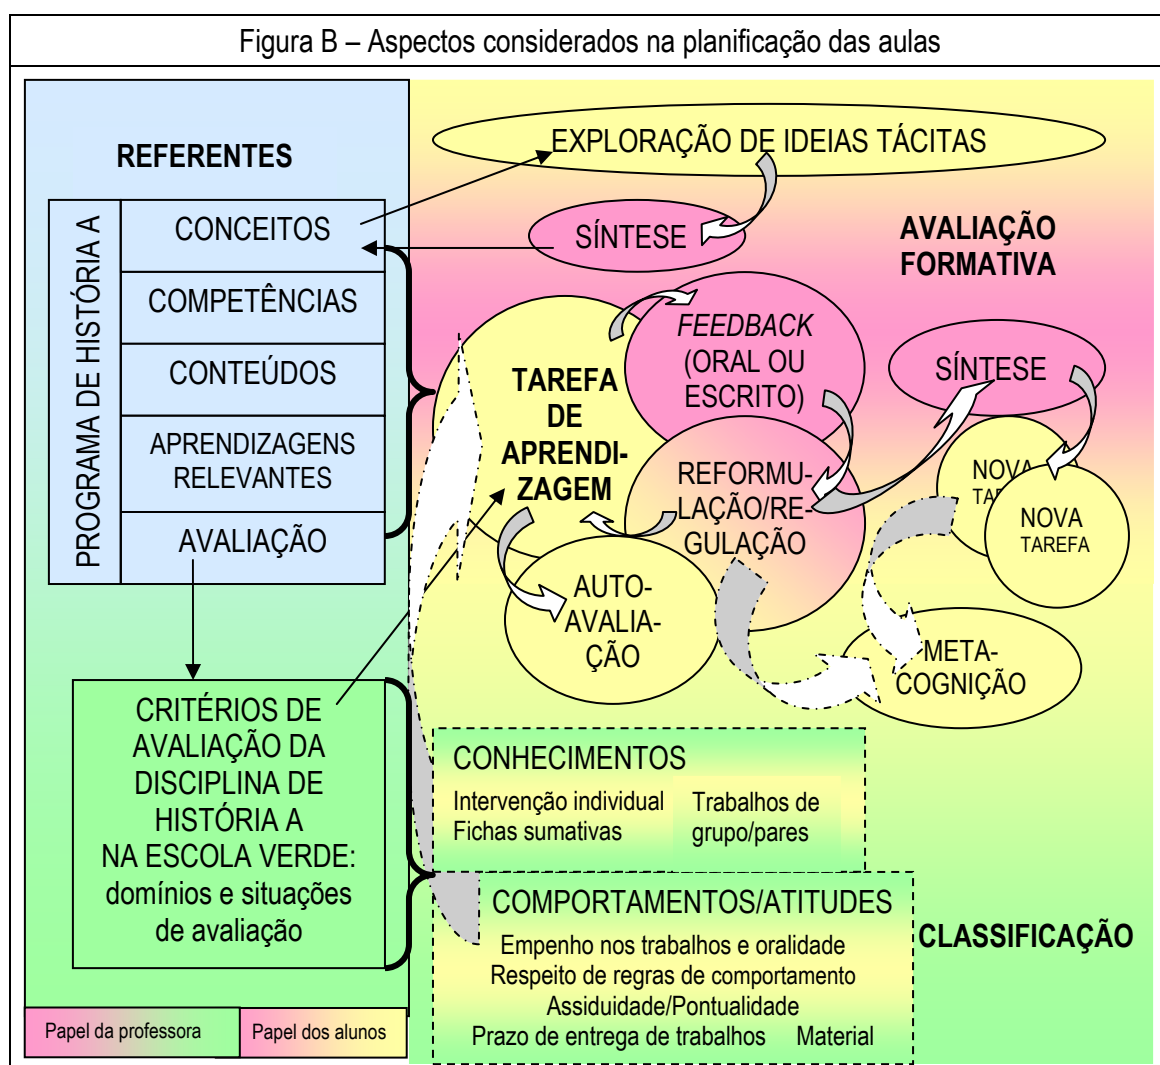 Figura B – Aspectos considerados na planificação das aulas
REFERENTES
PROGRAMA DE HISTÓRIA A
CONCEITOS
COMPETÊNCIAS
CONTEÚDOS
APRENDIZAGENS
RELEVANTES
AVALIAÇÃO
CRITÉRIOS DE
AVALIAÇÃO DA
DISCIPLINA DE
HISTÓRIA A
NA ESCOLA VERDE:
domínios e situações
de avaliação
Papel da professora
Papel dos alunos
EXPLORAÇÃO DE IDEIAS TÁCITAS
SÍNTESE
AVALIAÇÃO
FORMATIVA
FEEDBACK
(ORAL OU
ESCRITO)
TAREFA
DE
APRENDI-
ZAGEM
REFORMU-
LAÇÃO/RE-
GULAÇÃO
AUTO-
AVALIA-
ÇÃO
SÍNTESE
NOVA
NOVA
TAREFA
META-
COGNIÇÃO
CONHECIMENTOS
Intervenção individual
Fichas sumativas
Trabalhos de
grupo/pares
COMPORTAMENTOS/ATITUDES
Empenho nos trabalhos e oralidade
Respeito de regras de comportamento
Assiduidade/Pontualidade
Prazo de entrega de trabalhos Material
CLASSIFICAÇÃO